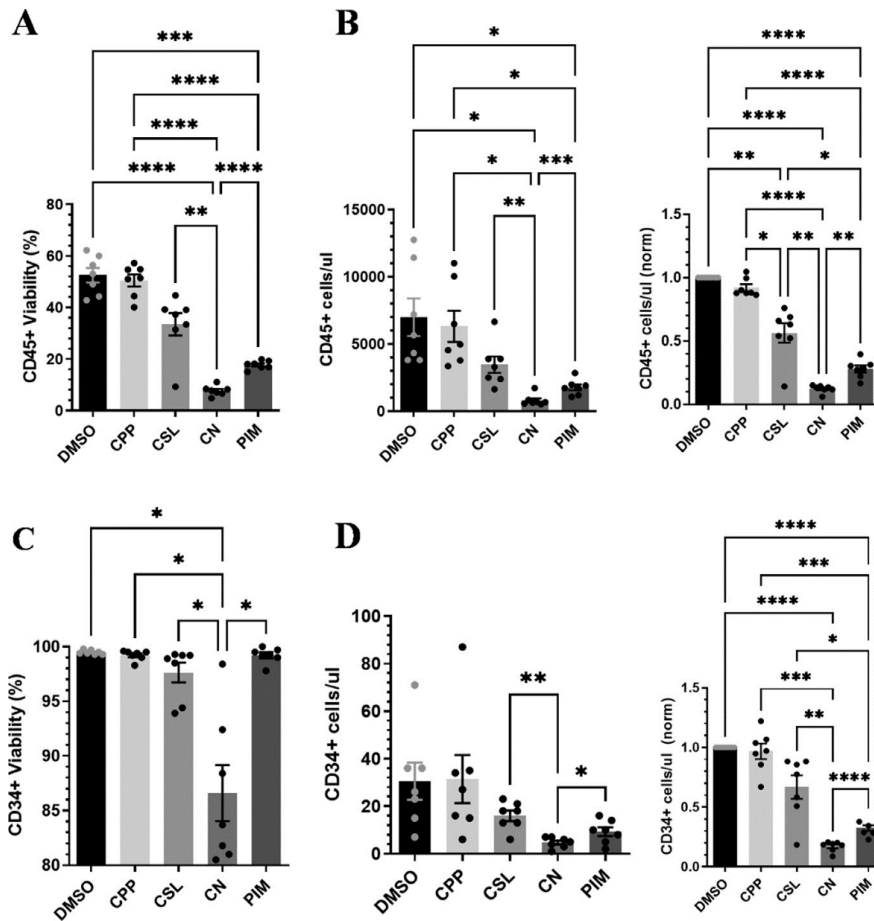 A
***
****
****
**** ****
**
CD45+ Viability (%)
80
60
40
20
0
DMSO
CPP
CSL
CN
PIM
B
*
*
*
* ***
**
CD45+ cells/ul
15000
10000
5000
0
DMSO
CPP
CSL
CN
PIM
****
****
****
** *
****
* ** **
CD45+ cells/ul (norm)
1.5
1.0
0.5
0.0
DMSO
CPP
CSL
CN
PIM
C
*
*
* *
CD34+ Viability (%)
100
95
90
85
80
DMSO
CPP
CSL
CN
PIM
D
**
*
CD34+ cells/ul
100
80
60
40
20
0
DMSO
CPP
CSL
CN
PIM
****
***
****
*
***
**
****
CD34+ cells/ul (norm)
1.5
1.0
0.5
0.0
DMSO
CPP
CSL
CN
PIM